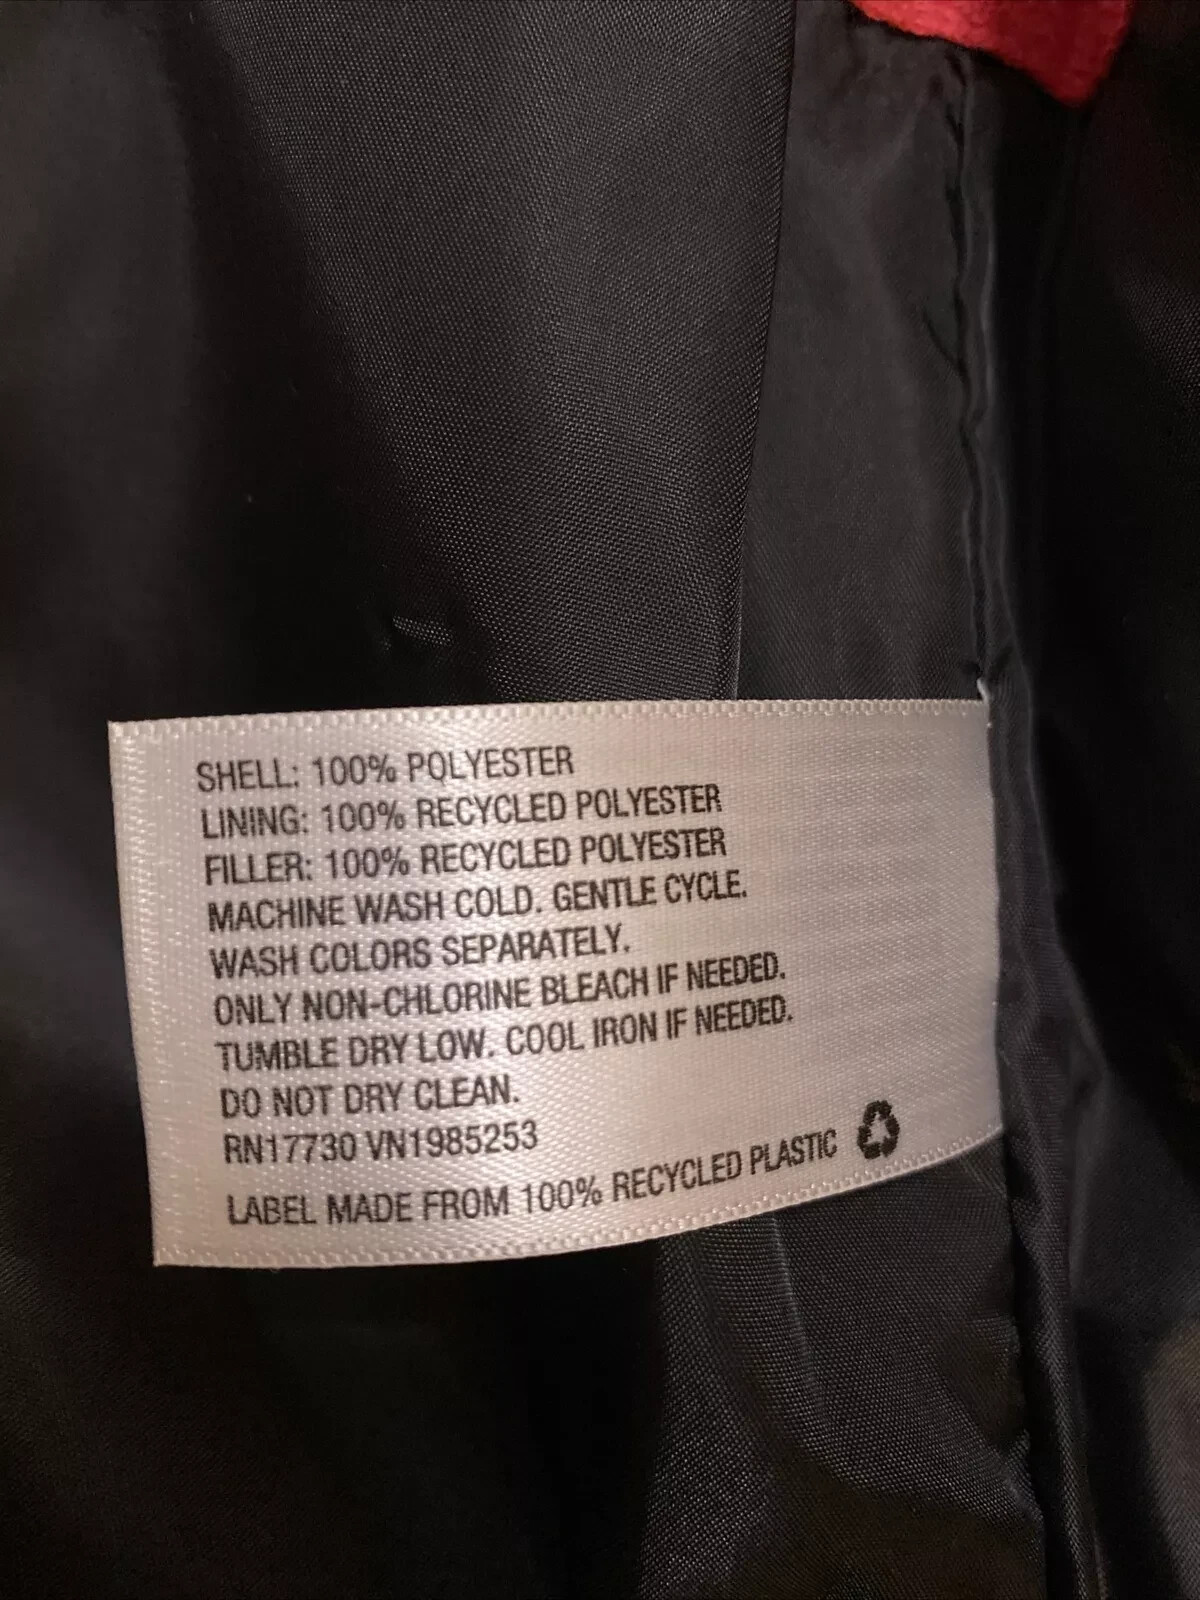 SHELL: 100% POLYESTER
LINING: 100% RECYCLED POLYESTER
FILLER: 100% RECYCLED POLYESTER
MACHINE WASH COLD. GENTLE CYCLE.
WASH COLORS SEPARATELY.
ONLY NON-CHLORINE BLEACH IF NEEDED.
TUMBLE DRY LOW. COOL IRON IF NEEDED.
DO NOT DRY CLEAN.
RN17730 VN1985253
LABEL MADE FROM 100% RECYCLED PLASTIC